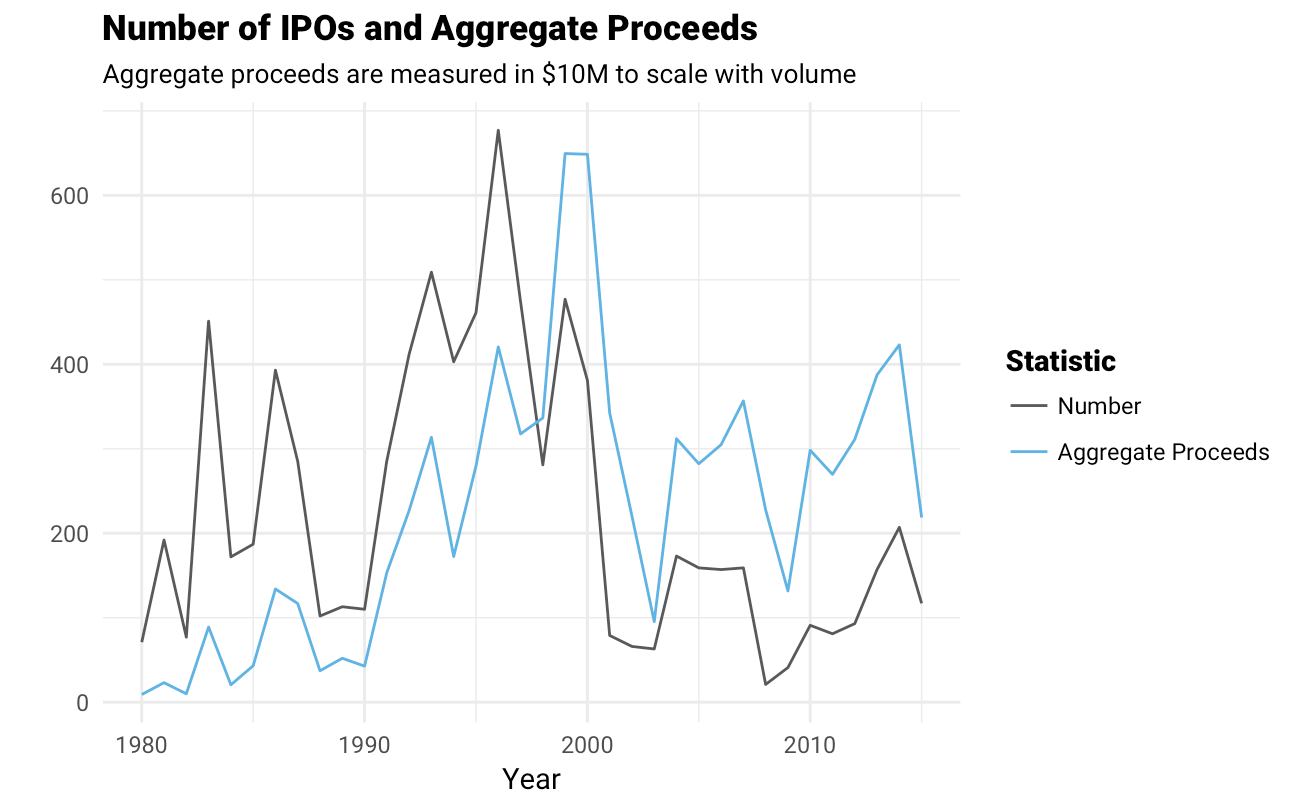 Number of IPOs and Aggregate Proceeds
Aggregate proceeds are measured in $10M to scale with volume
600
400
200
0
1980
1990
2000
2010
Year
Statistic
Number
Aggregate Proceeds